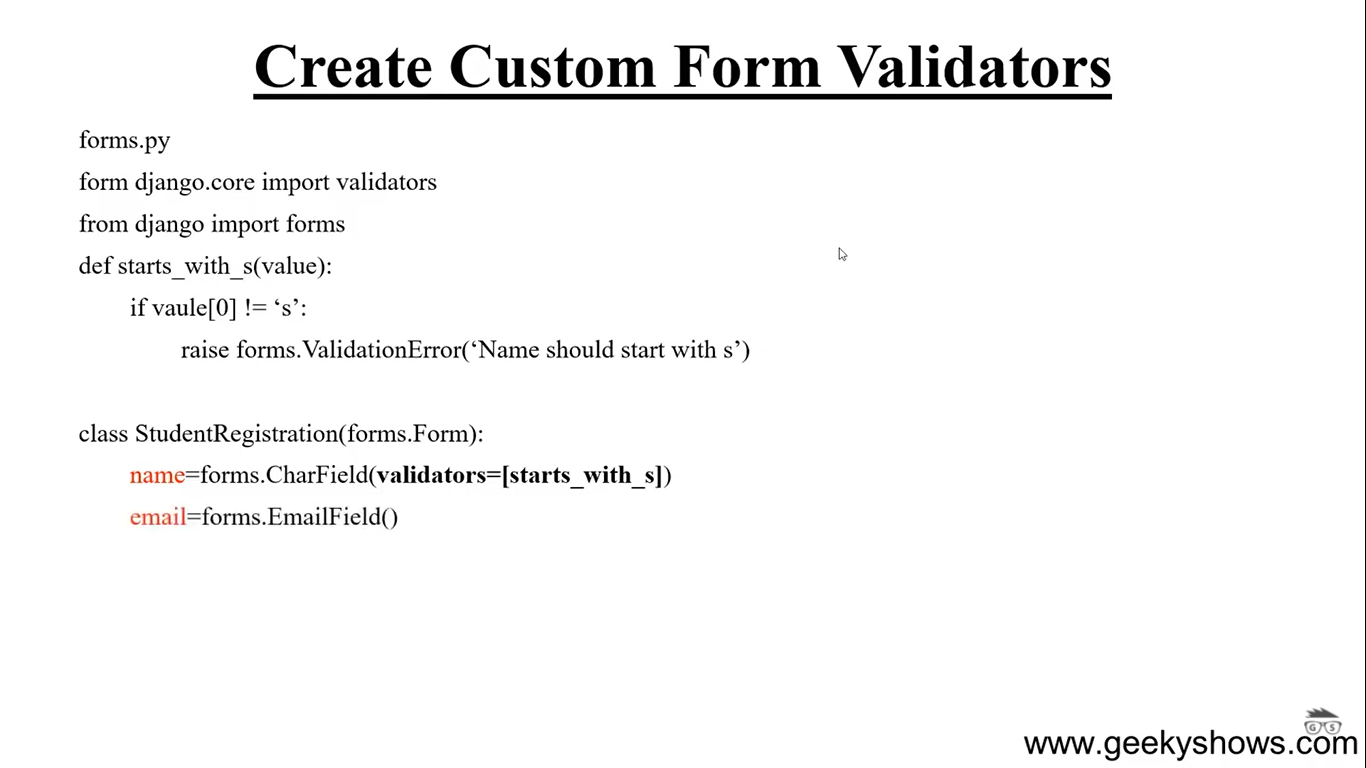 Create Custom Form Validators
forms.py
form django.core import validators
from django import forms
def starts_with_s(value):
if vaule[0] != ‘s’:
raise forms.ValidationError(‘Name should start with s’)
class StudentRegistration(forms.Form):
name=forms.CharField(validators=[starts_with_s])
email=forms.EmailField()
G S
www.geekyshows.com